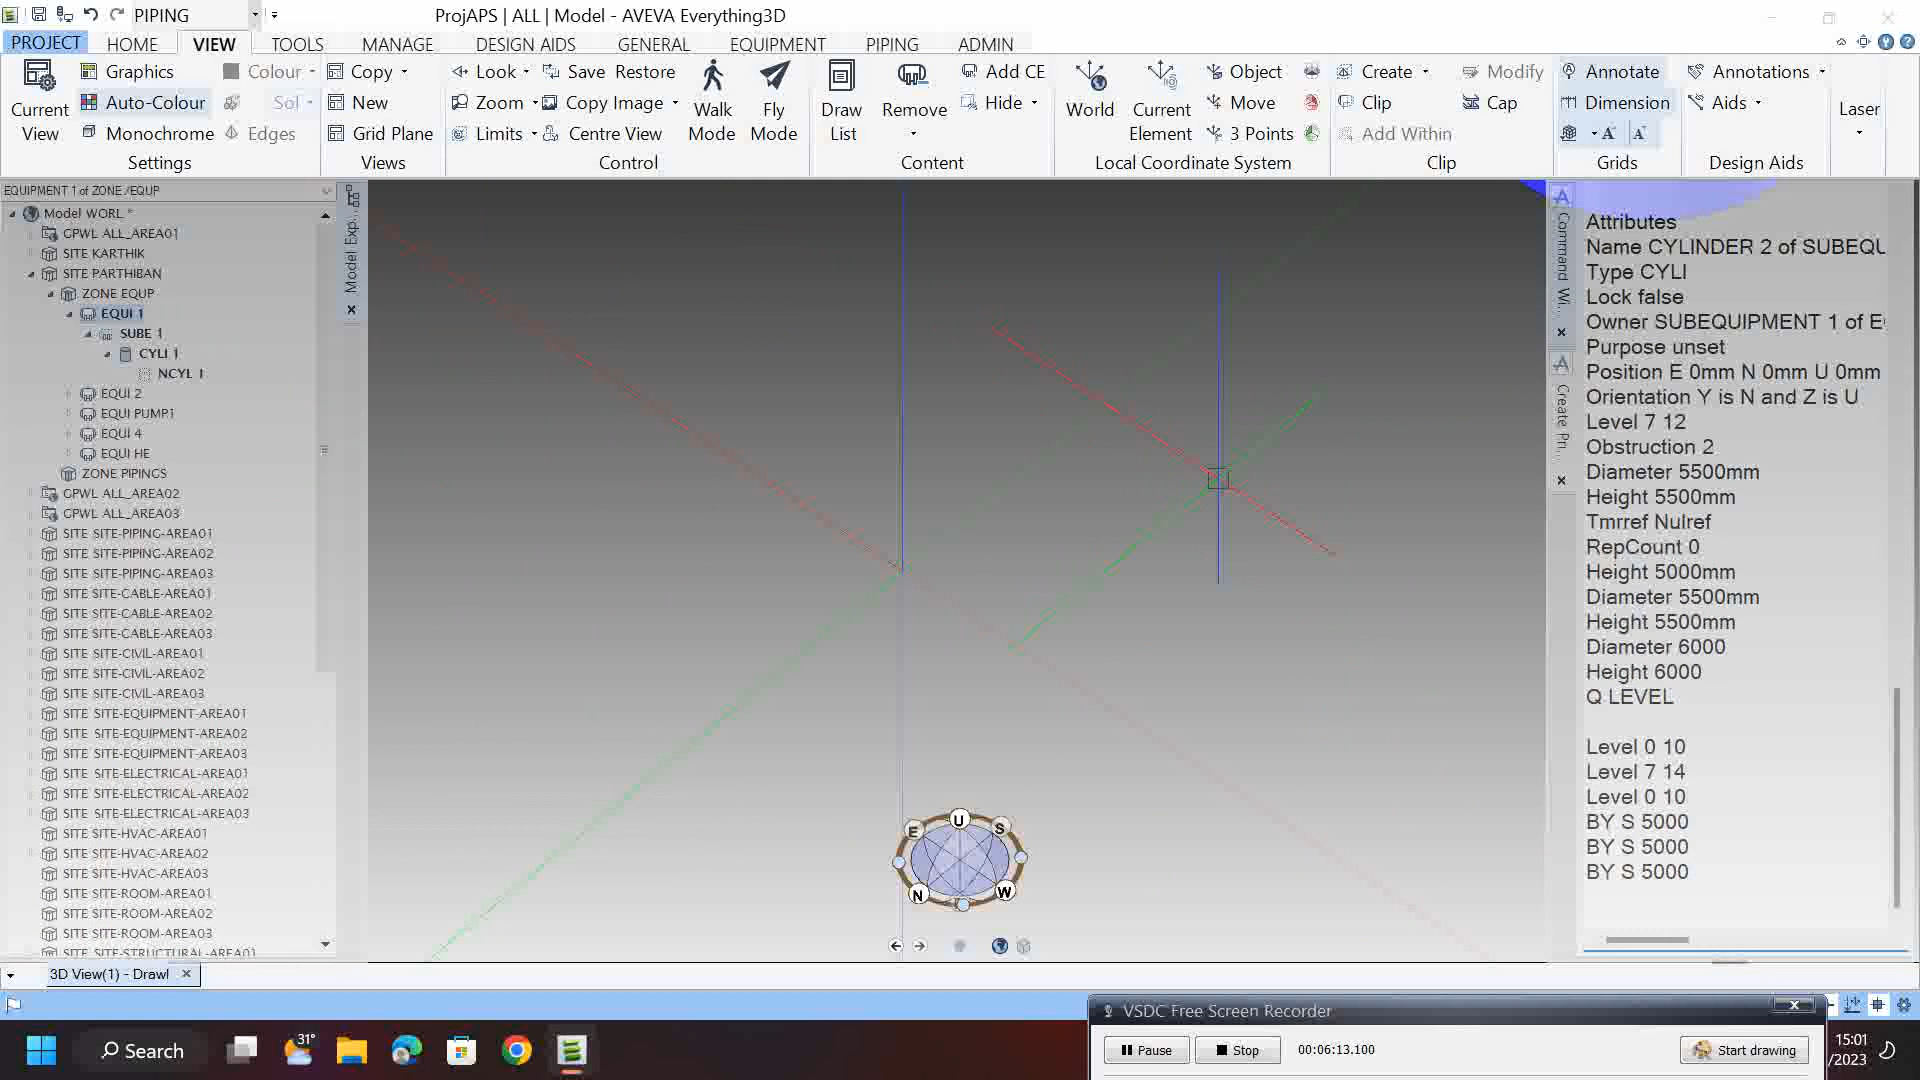 PIPING
ProjAPS | ALL | Model - AVEVA Everything3D
PROJECT HOME VIEW TOOLS MANAGE DESIGN AIDS GENERAL EQUIPMENT PIPING ADMIN
Current View
Graphics
Auto-Colour
Monochrome
Colour
Sol
Edges
Settings
Copy
New
Grid Plane
Views
Look
Zoom
Limits
Save
Restore
Copy Image
Centre View
Walk Mode
Fly Mode
Control
Draw List
Remove
Add CE
Hide
Content
World
Current Element
Object
Move
3 Points
Local Coordinate System
Create
Clip
Add Within
Modify
Cap
Clip
Annotate
Dimension
Grids
Annotations
Aids
Design Aids
Laser
EQUIPMENT 1 of ZONE /EQUP
Model WORL *
GPWL ALL_AREA01
SITE KARTHIK
SITE PARTHIBAN
ZONE EQUP
EQUI 1
SUBE 1
CYLI 1
NCYL 1
EQUI 2
EQUI PUMP1
EQUI 4
EQUI HE
ZONE PIPINGS
GPWL ALL_AREA02
GPWL ALL_AREA03
SITE SITE-PIPING-AREA01
SITE SITE-PIPING-AREA02
SITE SITE-PIPING-AREA03
SITE SITE-CABLE-AREA01
SITE SITE-CABLE-AREA02
SITE SITE-CABLE-AREA03
SITE SITE-CIVIL-AREA01
SITE SITE-CIVIL-AREA02
SITE SITE-CIVIL-AREA03
SITE SITE-EQUIPMENT-AREA01
SITE SITE-EQUIPMENT-AREA02
SITE SITE-EQUIPMENT-AREA03
SITE SITE-ELECTRICAL-AREA01
SITE SITE-ELECTRICAL-AREA02
SITE SITE-ELECTRICAL-AREA03
SITE SITE-HVAC-AREA01
SITE SITE-HVAC-AREA02
SITE SITE-HVAC-AREA03
SITE SITE-ROOM-AREA01
SITE SITE-ROOM-AREA02
SITE SITE-ROOM-AREA03
SITE SITE-STRUCTURAL-AREA01
Model Exp...
E U S
N W
Command Wi...
Create Pri...
Attributes
Name CYLINDER 2 of SUBEQU
Type CYLI
Lock false
Owner SUBEQUIPMENT 1 of E
Purpose unset
Position E 0mm N 0mm U 0mm
Orientation Y is N and Z is U
Level 7 12
Obstruction 2
Diameter 5500mm
Height 5500mm
Tmrref Nulref
RepCount 0
Height 5000mm
Diameter 5500mm
Height 5500mm
Diameter 6000
Height 6000
Q LEVEL
Level 0 10
Level 7 14
Level 0 10
BY S 5000
BY S 5000
BY S 5000
3D View(1) - Drawl
VSDC Free Screen Recorder
Pause
Stop
00:06:13.100
Start drawing
Search
31°
15:01
/2023